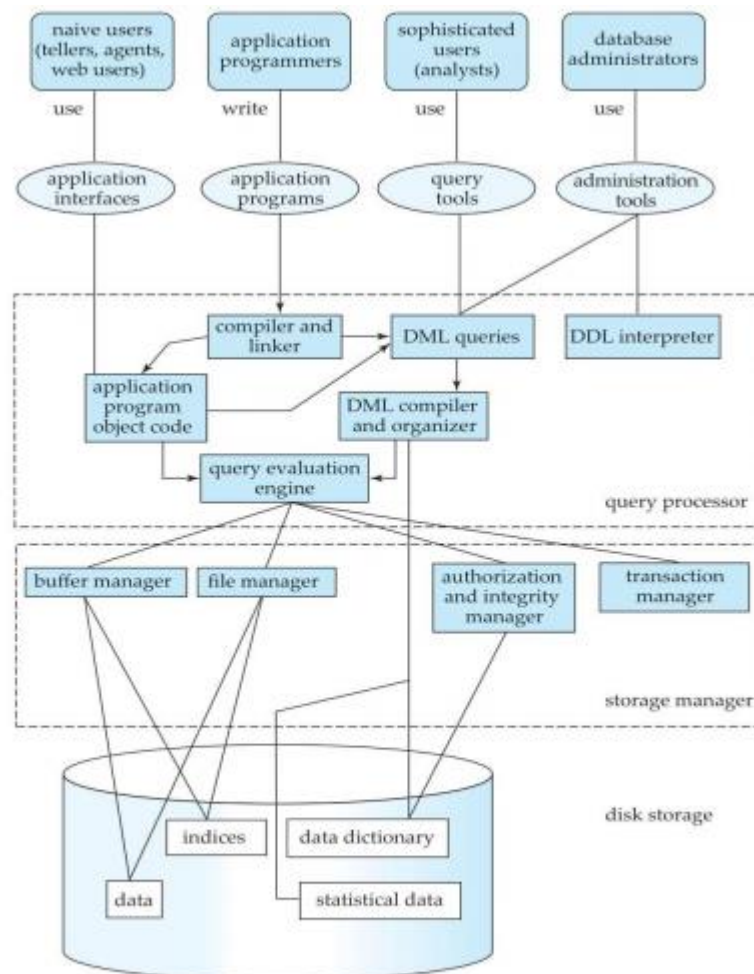 naive users
(tellers, agents,
web users)
application
programmers
sophisticated
users
(analysts)
database
administrators
use
write
use
use
application
interfaces
application
programs
query
tools
administration
tools
compiler and
linker
DML queries
DDL interpreter
application
program
object code
DML compiler
and organizer
query evaluation
engine
query processor
buffer manager
file manager
authorization
and integrity
manager
transaction
manager
storage manager
disk storage
indices
data dictionary
data
statistical data